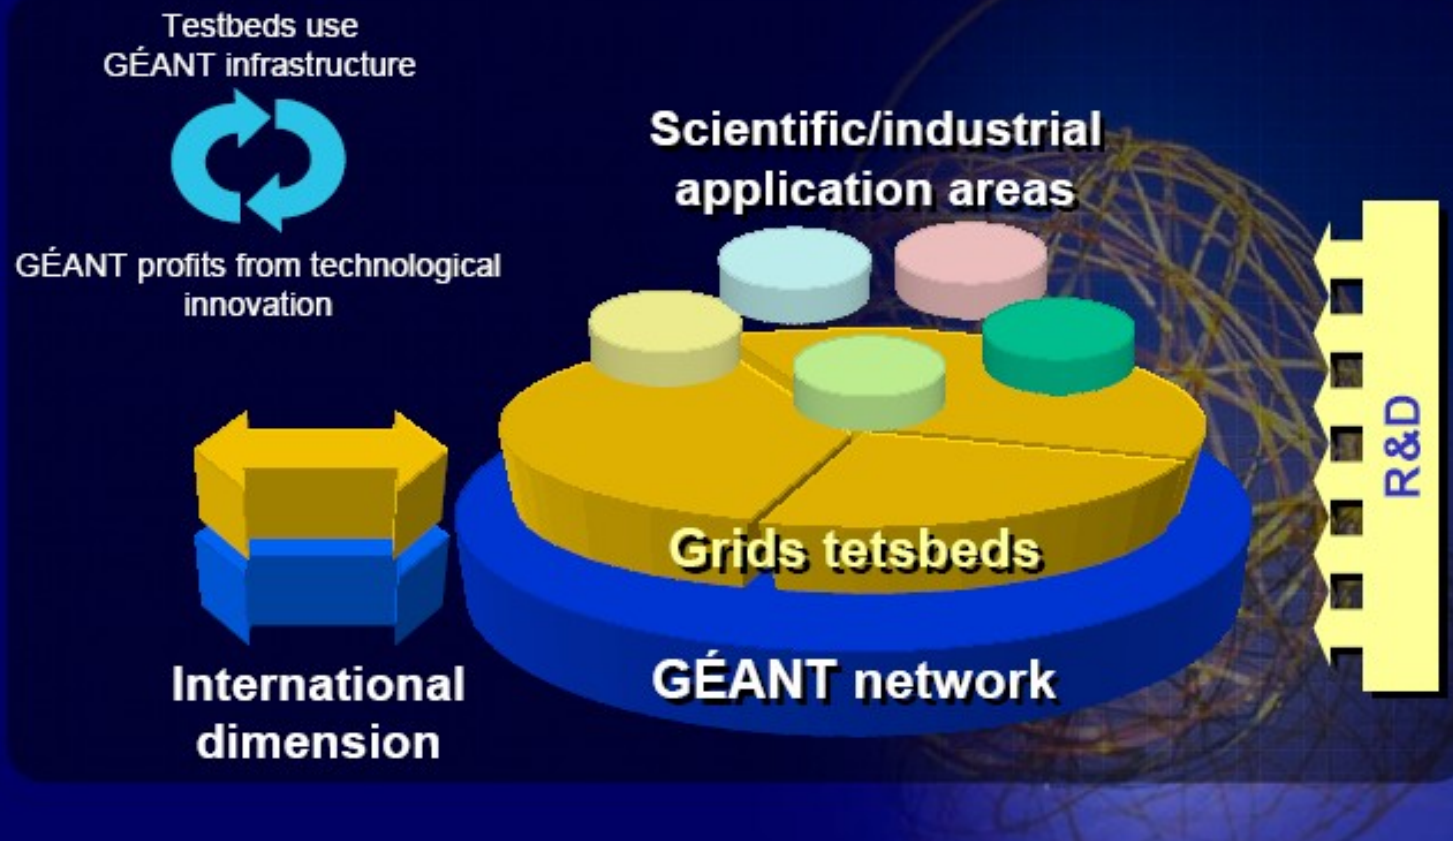 Testbeds use
GÉANT infrastructure
GÉANT profits from technological
innovation
Scientific/industrial
application areas
Grids tetsbeds
GÉANT network
International
dimension
R&D